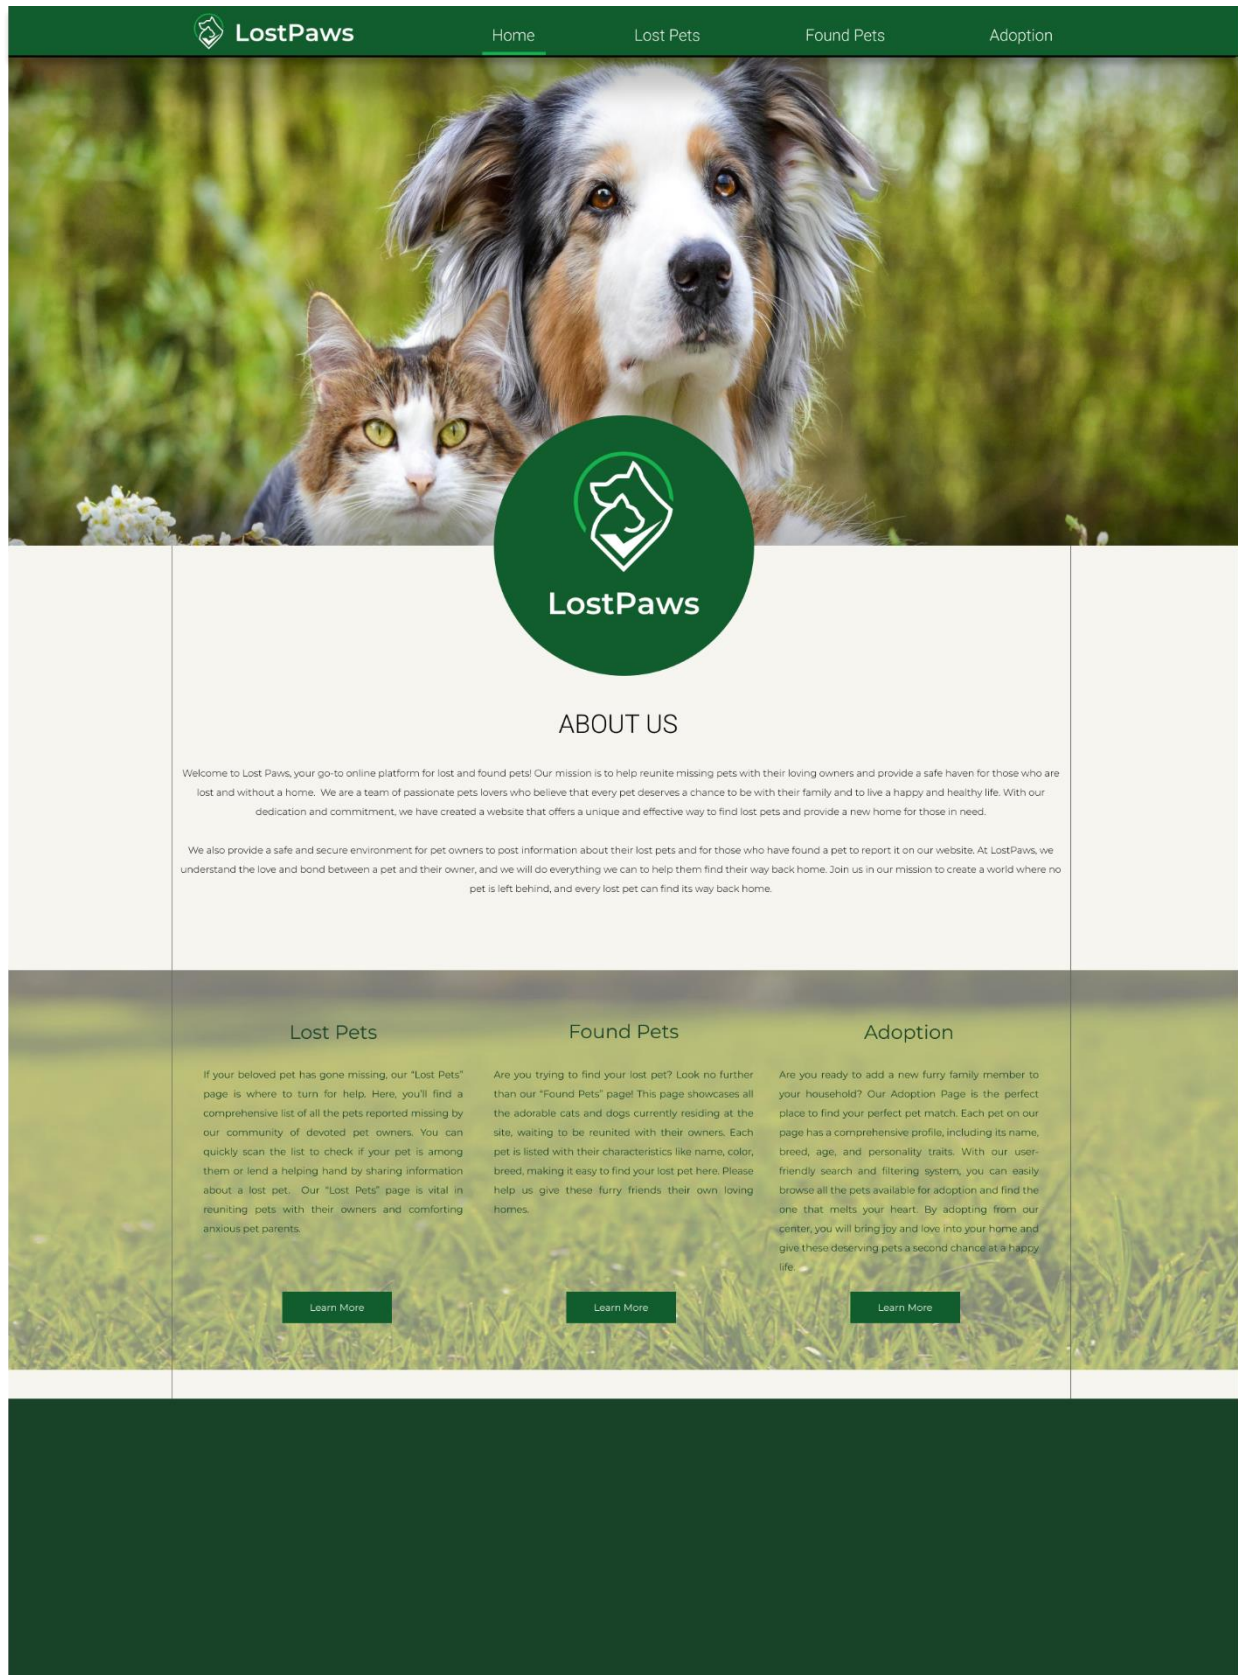 LostPaws
Home
Lost Pets
Found Pets
Adoption
LostPaws
ABOUT US
Welcome to Lost Paws, your go-to online platform for lost and found pets! Our mission is to help reunite missing pets with their loving owners and provide a safe haven for those who are
lost and without a home.  We are a team of passionate pets lovers who believe that every pet deserves a chance to be with their family and to live a happy and healthy life. With our
dedication and commitment, we have created a website that offers a unique and effective way to find lost pets and provide a new home for those in need.
We also provide a safe and secure environment for pet owners to post information about their lost pets and for those who have found a pet to report it on our website. At LostPaws, we
understand the love and bond between a pet and their owner, and we will do everything we can to help them find their way back home. Join us in our mission to create a world where no
pet is left behind, and every lost pet can find its way back home.
Lost Pets
If your beloved pet has gone missing, our “Lost Pets”
page is where to turn for help. Here, you'll find a
comprehensive list of all the pets reported missing by
our community of devoted pet owners. You can
quickly scan the list to check if your pet is among
them or lend a helping hand by sharing information
about a lost pet.  Our “Lost Pets” page is vital in
reuniting pets with their owners and comforting
anxious pet parents.
Learn More
Found Pets
Are you trying to find your lost pet? Look no further
than our “Found Pets” page! This page showcases all
the adorable cats and dogs currently residing at the
site, waiting to be reunited with their owners. Each
pet is listed with their characteristics like name, color,
breed, making it easy to find your lost pet here. Please
help us give these furry friends their own loving
homes.
Learn More
Adoption
Are you ready to add a new furry family member to
your household? Our Adoption Page is the perfect
place to find your perfect pet match. Each pet on our
page has a comprehensive profile, including its name,
breed, age, and personality traits. With our user-
friendly search and filtering system, you can easily
browse all the pets available for adoption and find the
one that melts your heart. By adopting from our
center, you will bring joy and love into your home and
give these deserving pets a second chance at a happy
life.
Learn More